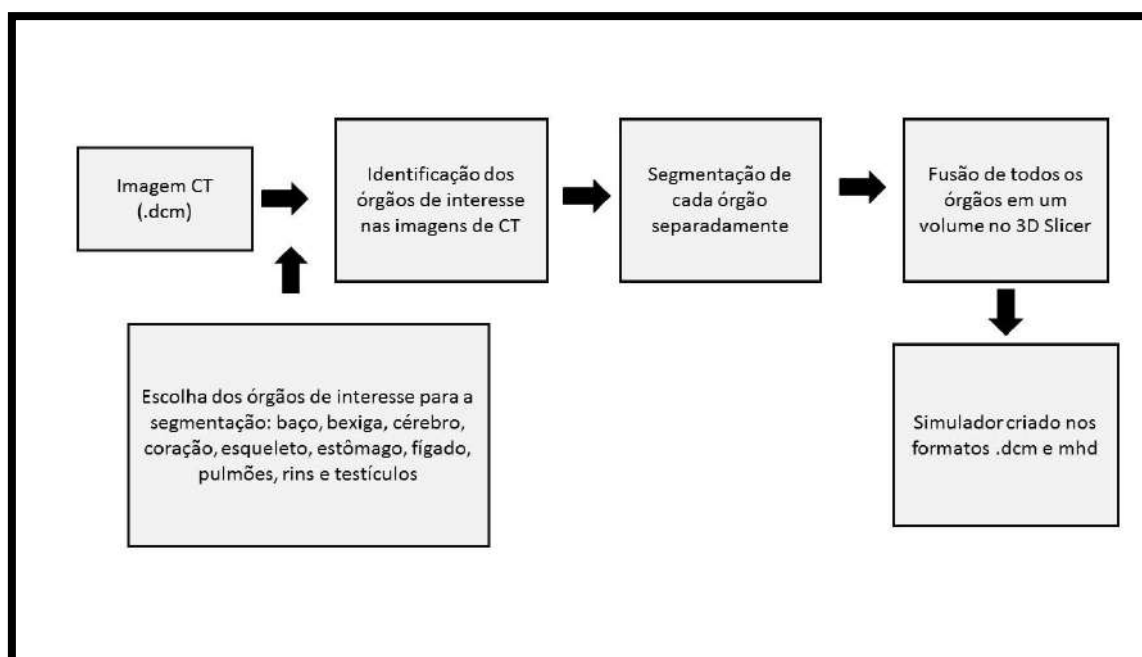 Imagem CT
(.dcm)
Identificação dos
órgãos de interesse
nas imagens de CT
Segmentação de
cada órgão
separadamente
Fusão de todos os
órgãos em um
volume no 3D Slicer
Escolha dos órgãos de interesse para a
segmentação: baço, bexiga, cérebro,
coração, esqueleto, estômago, fígado,
pulmões, rins e testículos
Simulador criado nos
formatos .dcm e mhd